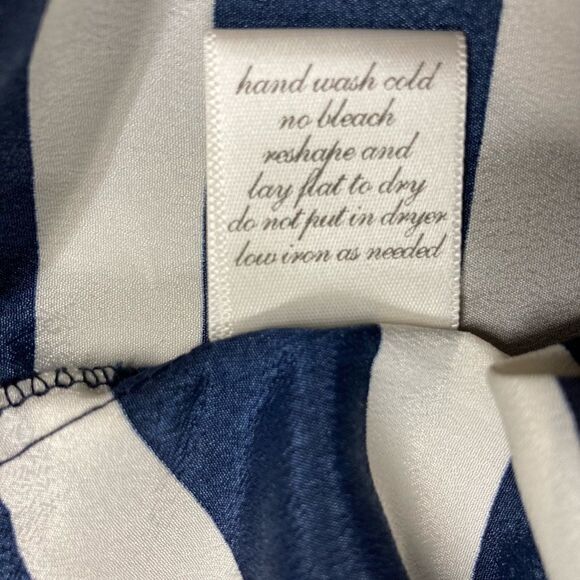 hand wash cold
no bleach
reshape and
lay flat to dry
do not put in dryer
low iron as needed